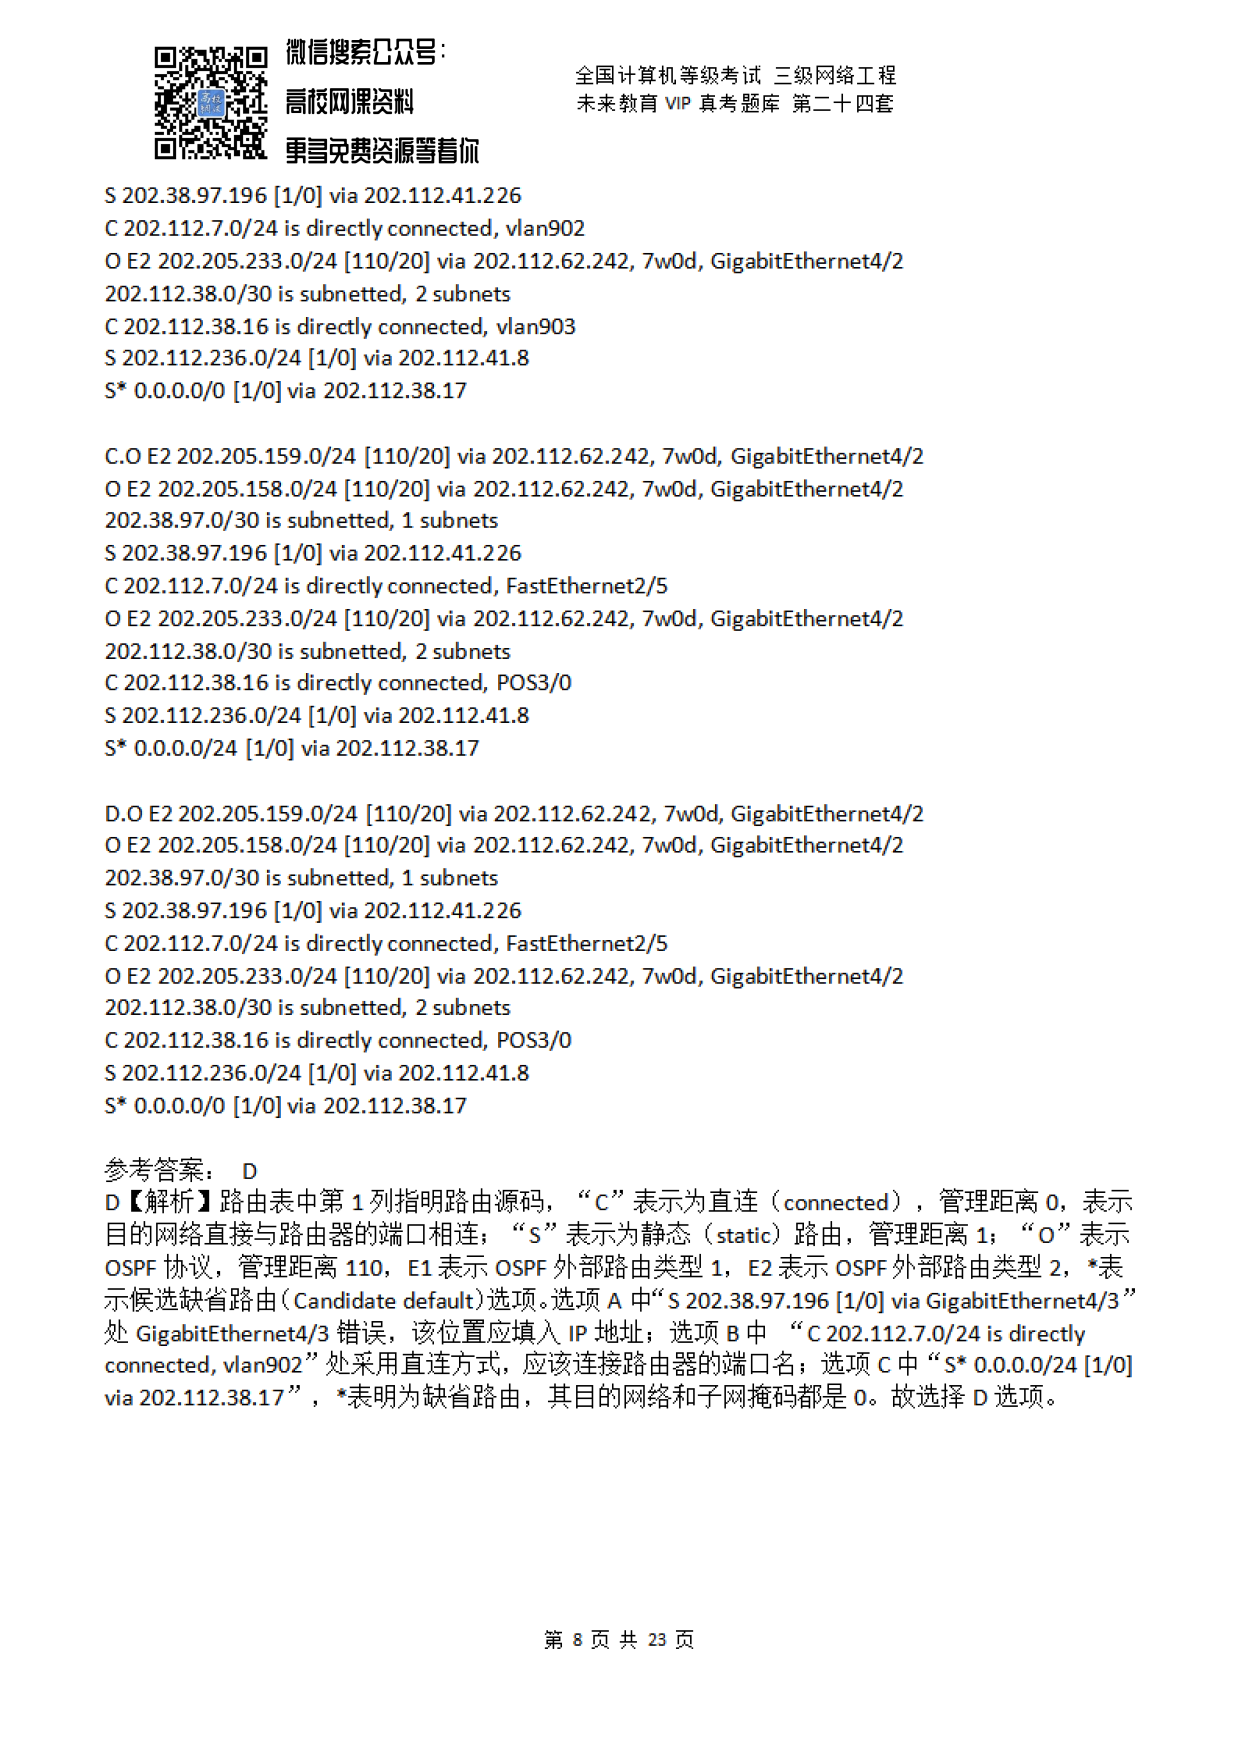 微信搜索公众号：
高校网课资料
更多免费资源等着你
全国计算机等级考试 三级网络工程
未来教育 VIP 真考题库 第二十四套
S 202.38.97.196 [1/0] via 202.112.41.226
C 202.112.7.0/24 is directly connected, vlan902
O E2 202.205.233.0/24 [110/20] via 202.112.62.242, 7w0d, GigabitEthernet4/2
202.112.38.0/30 is subnetted, 2 subnets
C 202.112.38.16 is directly connected, vlan903
S 202.112.236.0/24 [1/0] via 202.112.41.8
S* 0.0.0.0/0 [1/0] via 202.112.38.17
C.O E2 202.205.159.0/24 [110/20] via 202.112.62.242, 7w0d, GigabitEthernet4/2
O E2 202.205.158.0/24 [110/20] via 202.112.62.242, 7w0d, GigabitEthernet4/2
202.38.97.0/30 is subnetted, 1 subnets
S 202.38.97.196 [1/0] via 202.112.41.226
C 202.112.7.0/24 is directly connected, FastEthernet2/5
O E2 202.205.233.0/24 [110/20] via 202.112.62.242, 7w0d, GigabitEthernet4/2
202.112.38.0/30 is subnetted, 2 subnets
C 202.112.38.16 is directly connected, POS3/0
S 202.112.236.0/24 [1/0] via 202.112.41.8
S* 0.0.0.0/24 [1/0] via 202.112.38.17
D.O E2 202.205.159.0/24 [110/20] via 202.112.62.242, 7w0d, GigabitEthernet4/2
O E2 202.205.158.0/24 [110/20] via 202.112.62.242, 7w0d, GigabitEthernet4/2
202.38.97.0/30 is subnetted, 1 subnets
S 202.38.97.196 [1/0] via 202.112.41.226
C 202.112.7.0/24 is directly connected, FastEthernet2/5
O E2 202.205.233.0/24 [110/20] via 202.112.62.242, 7w0d, GigabitEthernet4/2
202.112.38.0/30 is subnetted, 2 subnets
C 202.112.38.16 is directly connected, POS3/0
S 202.112.236.0/24 [1/0] via 202.112.41.8
S* 0.0.0.0/0 [1/0] via 202.112.38.17
参考答案： D
D【解析】路由表中第 1 列指明路由源码，“C”表示为直连（connected），管理距离 0，表示
目的网络直接与路由器的端口相连；“S”表示为静态（static）路由，管理距离 1；“O”表示
OSPF 协议，管理距离 110，E1 表示 OSPF 外部路由类型 1，E2 表示 OSPF 外部路由类型 2，*表
示候选缺省路由（Candidate default）选项。选项 A 中“S 202.38.97.196 [1/0] via GigabitEthernet4/3”
处 GigabitEthernet4/3 错误，该位置应填入 IP 地址；选项 B 中 “C 202.112.7.0/24 is directly
connected, vlan902”处采用直连方式，应该连接路由器的端口名；选项 C 中“S* 0.0.0.0/24 [1/0]
via 202.112.38.17”，*表明为缺省路由，其目的网络和子网掩码都是 0。故选择 D 选项。
第 8 页 共 23 页